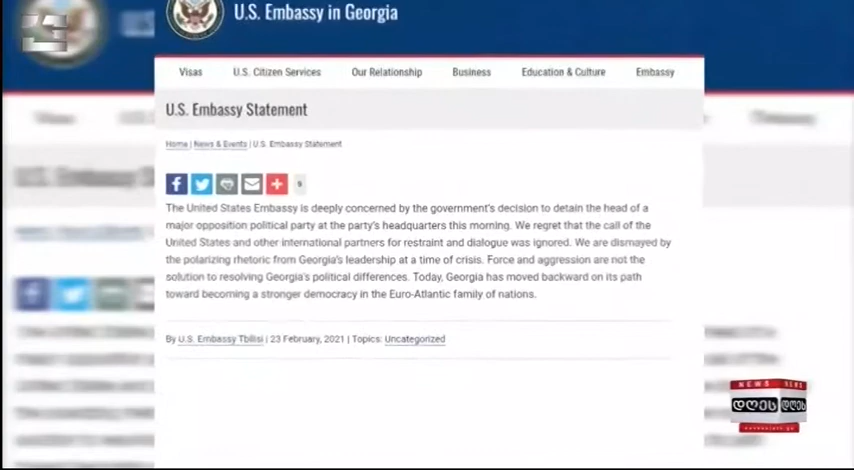 U.S. Embassy in Georgia
Visas U.S. Citizen Services Our Relationship Business Education & Culture Embassy
U.S. Embassy Statement
Home | News & Events | U.S. Embassy Statement
9
The United States Embassy is deeply concerned by the government's decision to detain the head of a
major opposition political party at the party's headquarters this morning. We regret that the call of the
United States and other international partners for restraint and dialogue was ignored. We are dismayed by
the polarizing rhetoric from Georgia's leadership at a time of crisis. Force and aggression are not the
solution to resolving Georgia's political differences. Today, Georgia has moved backward on its path
toward becoming a stronger democracy in the Euro-Atlantic family of nations.
By U.S. Embassy Tbilisi | 23 February, 2021 | Topics: Uncategorized
NEWS NEWS
დღეს დღეს